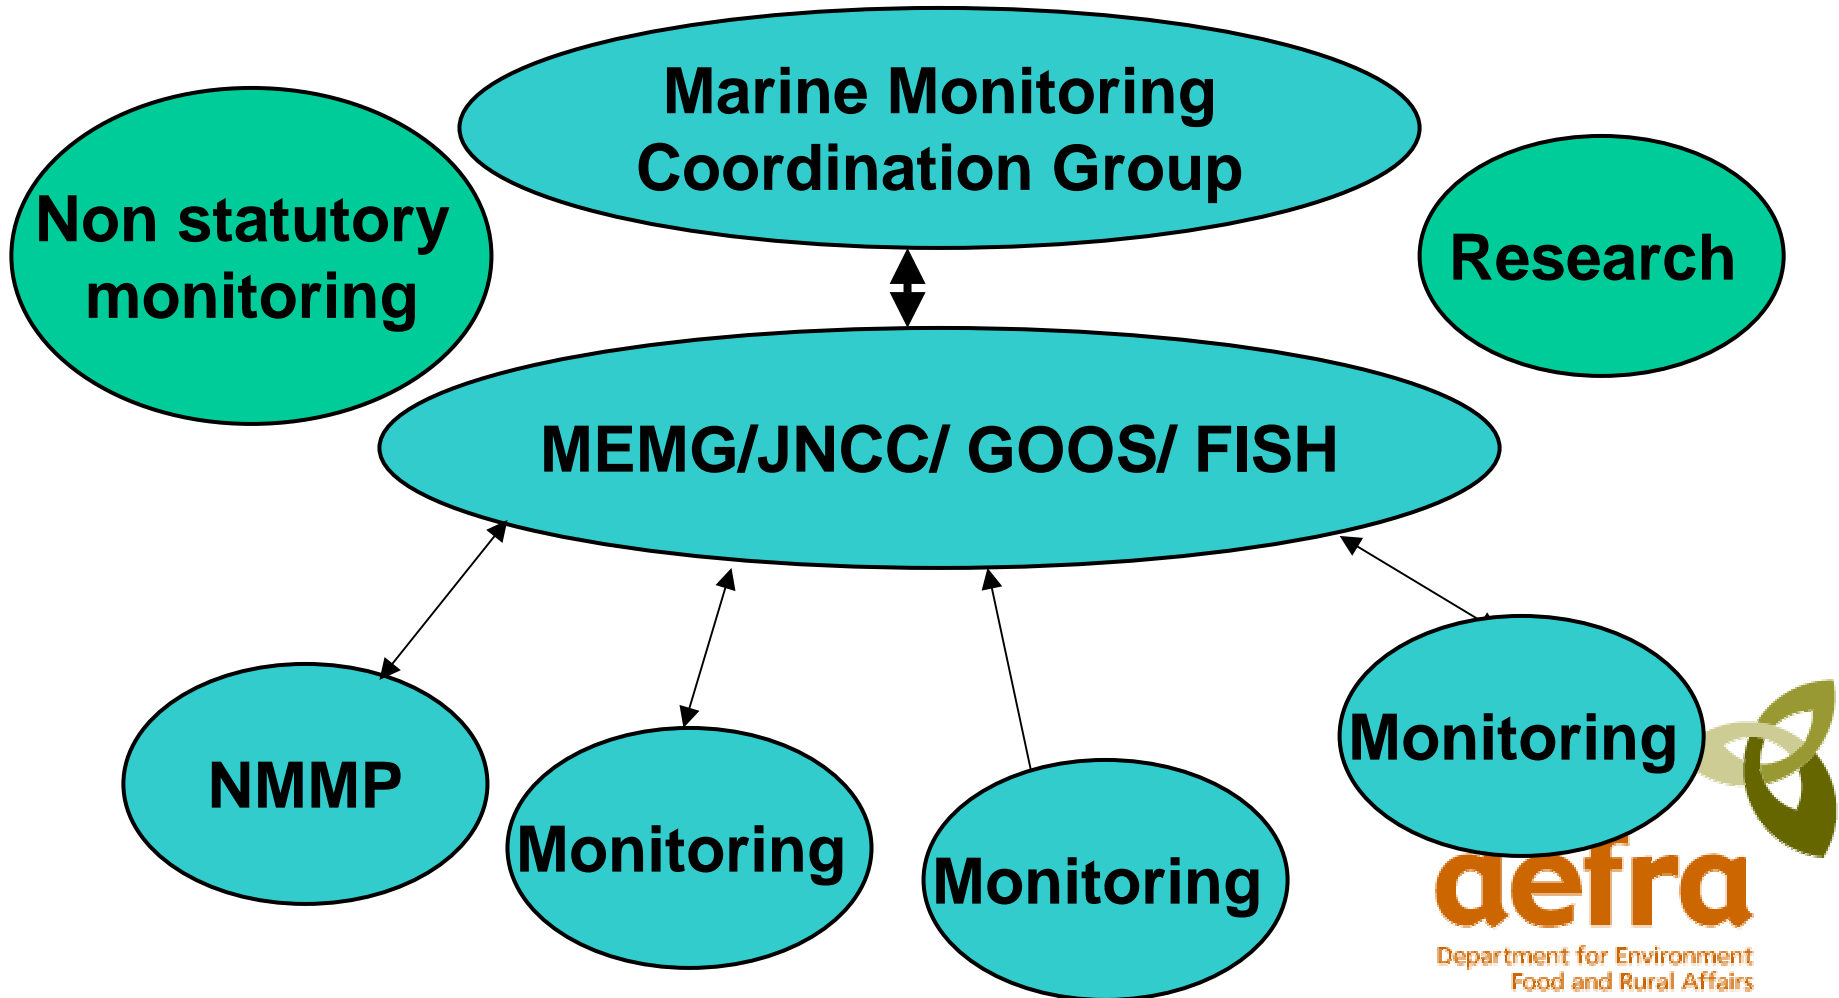 Marine Monitoring
Coordination Group
Non statutory
monitoring
Research
MEMG/JNCC/ GOOS/ FISH
NMMP
Monitoring
Monitoring
Monitoring
defra
Department for Environment
Food and Rural Affairs